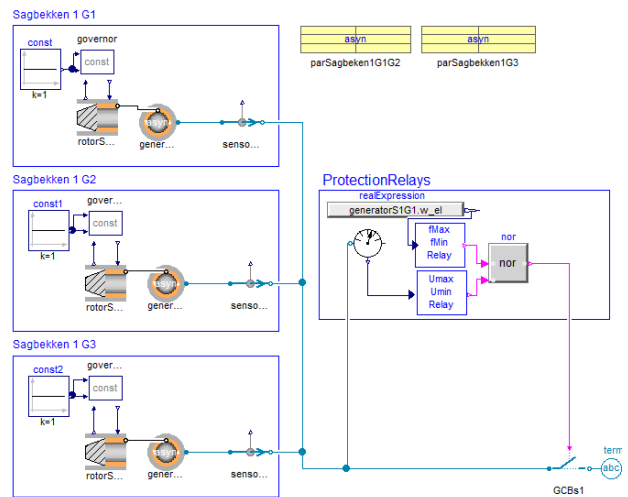 Sagbekken 1 G1
const
governor
const
k=1
rotorS...
asyn
gener...
senso...
asyn
parSagbeken1G1G2
asyn
parSagbekken1G3
Sagbekken 1 G2
const1
gover...
const
k=1
rotorS...
asyn
gener...
senso...
ProtectionRelays
realExpression
generatorS1G1.w_el
fMax
fMin
Relay
Umax
Umin
Relay
nor
nor
Sagbekken 1 G3
const2
gover...
const
k=1
rotorS...
asyn
gener...
senso...
term
abc
GCBs1